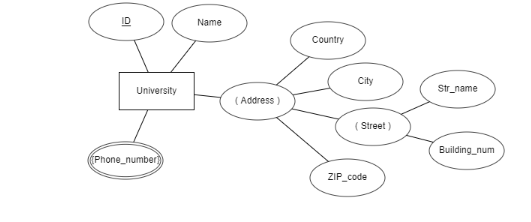 ID
Name
Country
City
Str_name
University
( Address )
( Street )
Building_num
[Phone_number]
ZIP_code